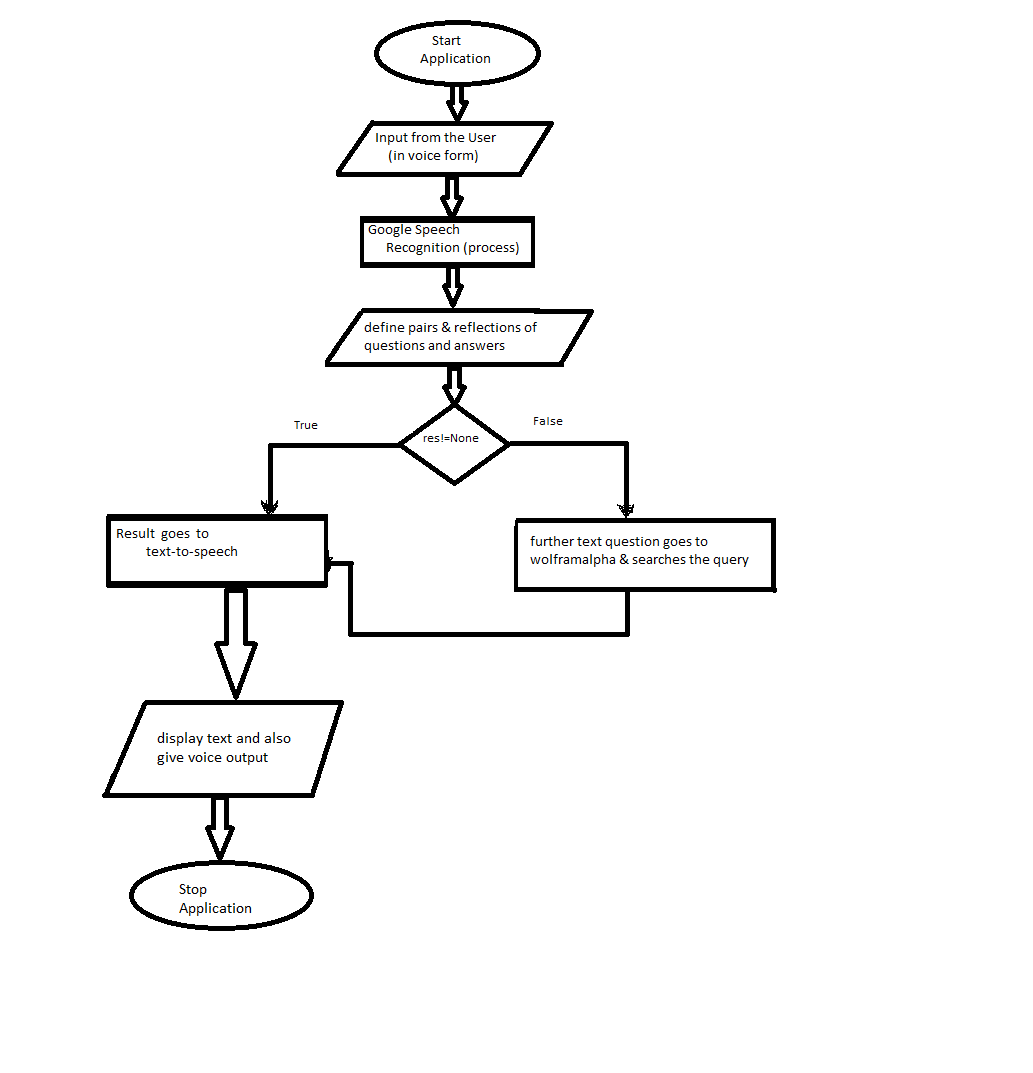 Start
Application
Input from the User
(in voice form)
Google Speech
Recognition (process)
define pairs & reflections of
questions and answers
True
res!=None
False
Result goes to
text-to-speech
further text question goes to
wolframalpha & searches the query
display text and also
give voice output
Stop
Application